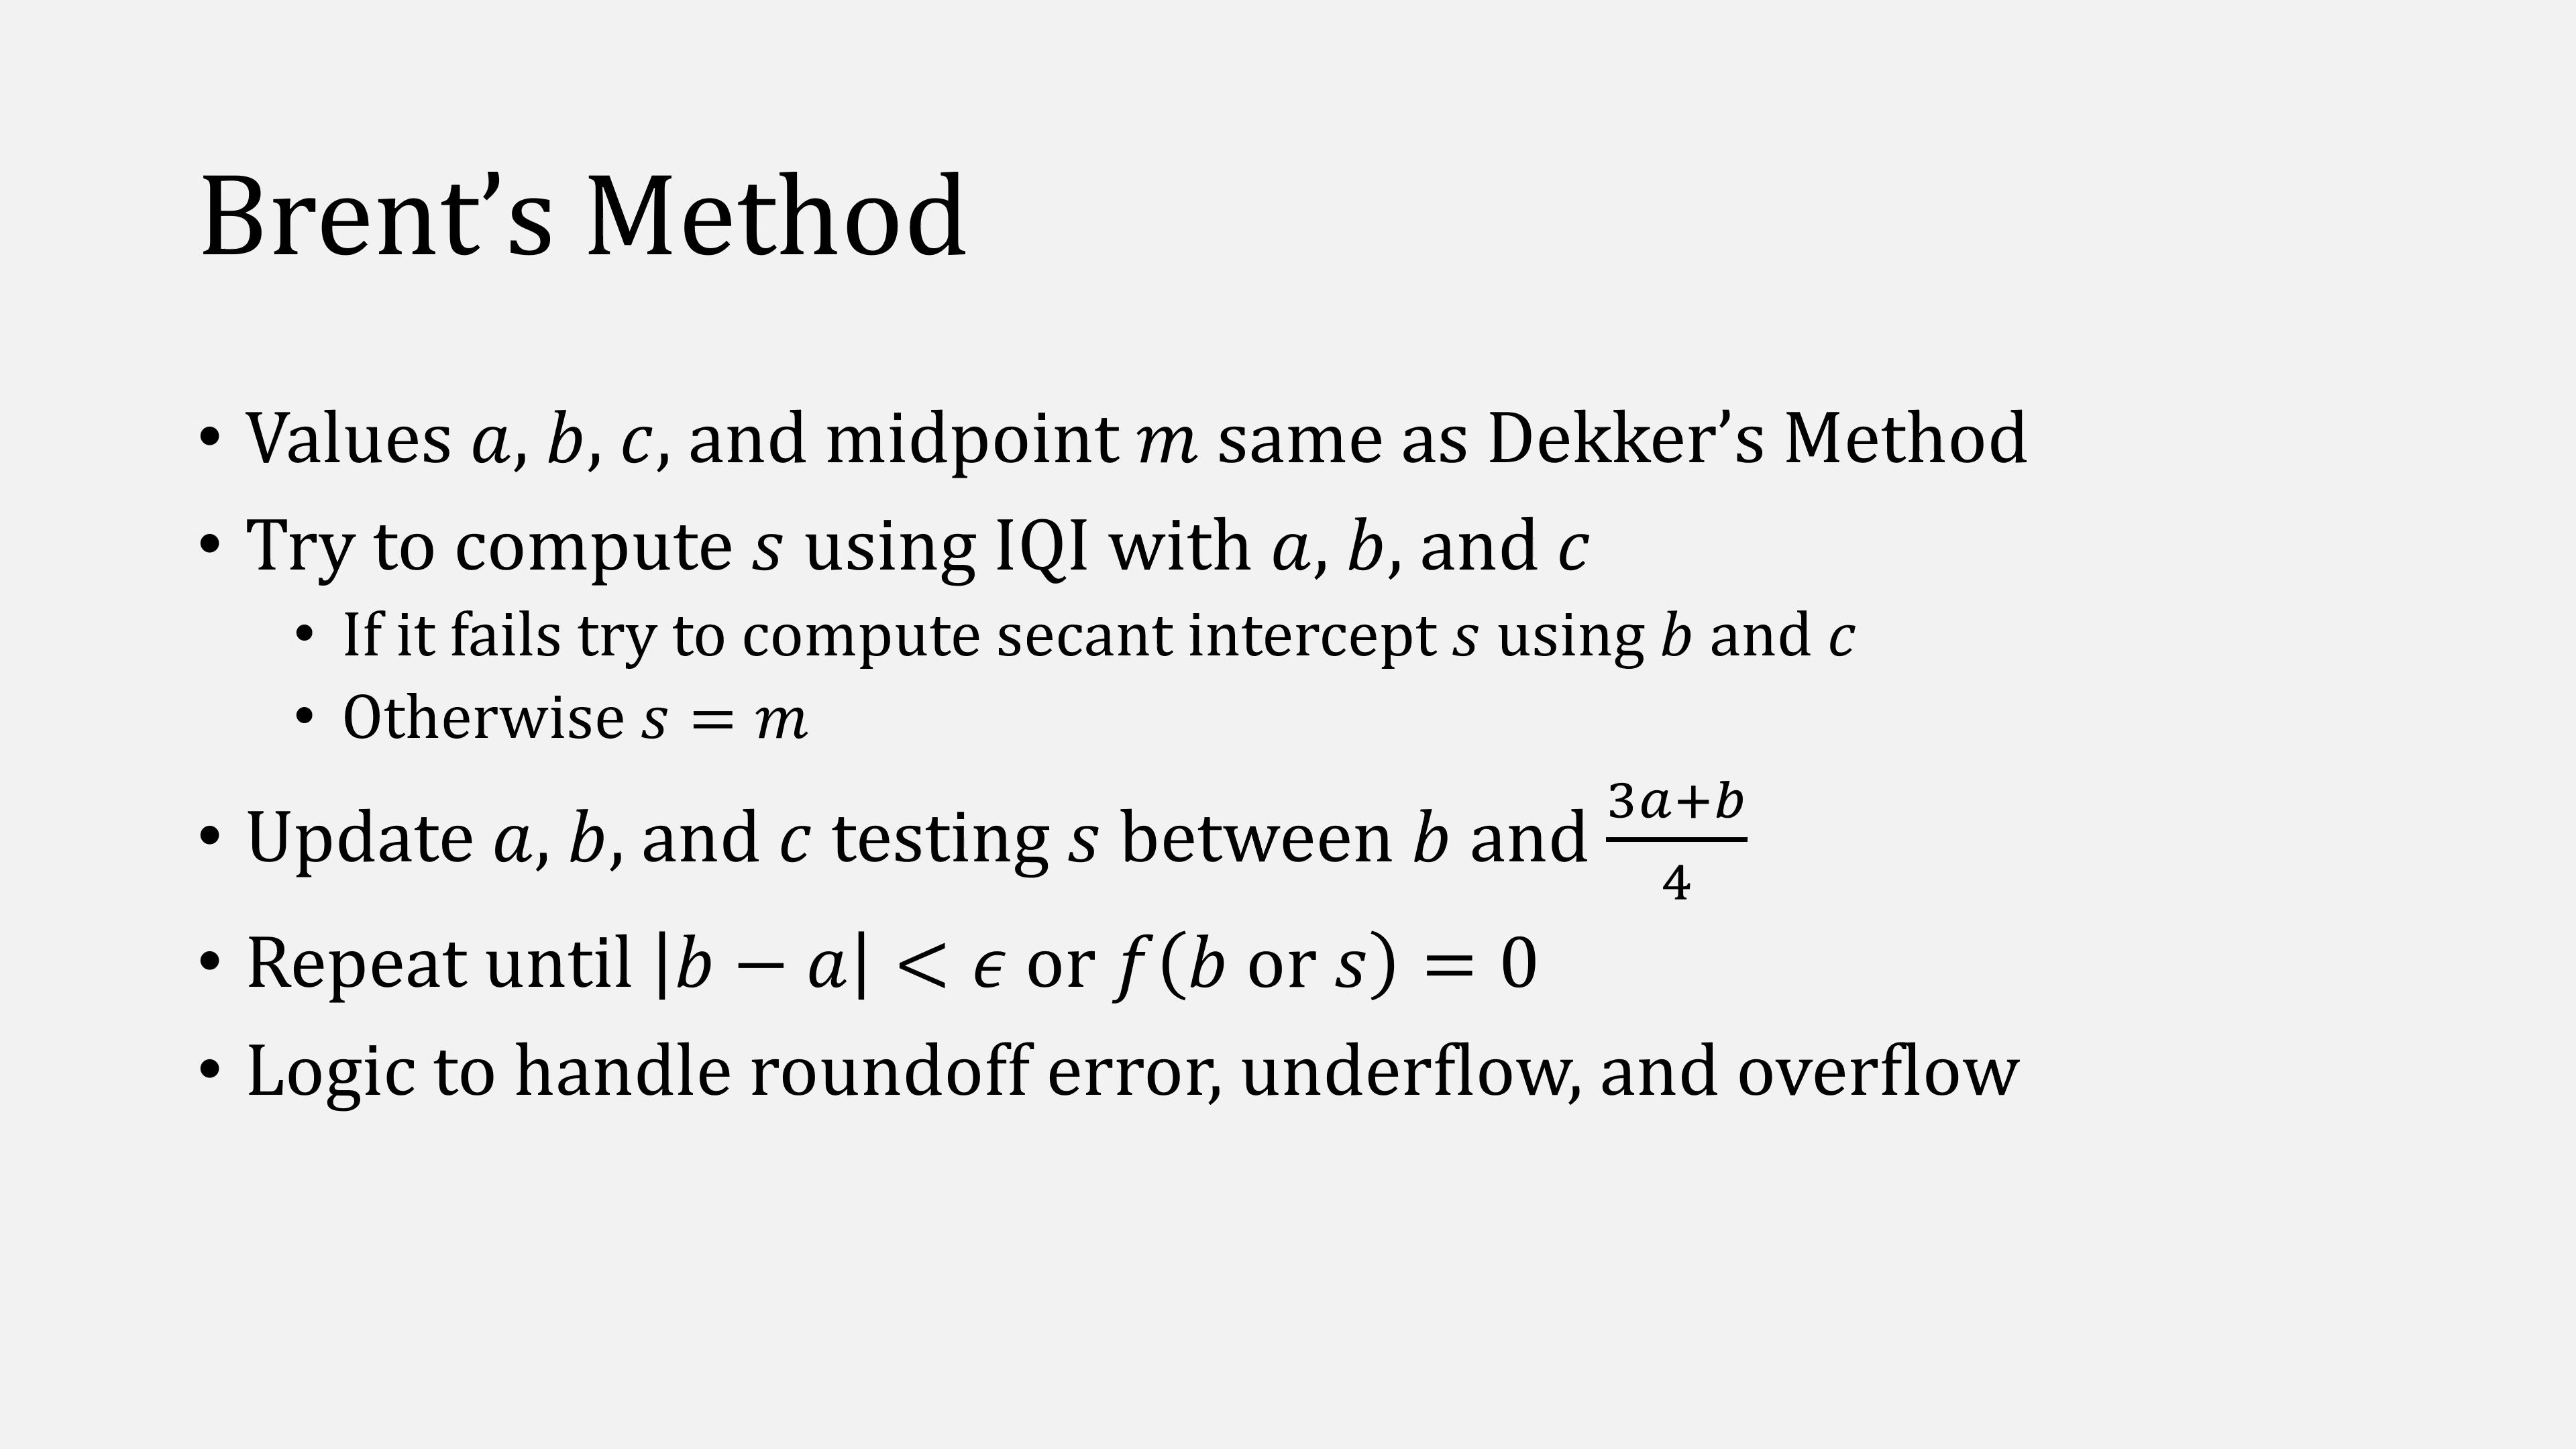 Brent’s Method
• Values a, b, c, and midpoint m same as Dekker’s Method
• Try to compute s using IQI with a, b, and c
• If it fails try to compute secant intercept s using b and c
• Otherwise s = m
• Update a, b, and c testing s between b and \frac{3a+b}{4}
• Repeat until |b − a| < ϵ or f(b or s) = 0
• Logic to handle roundoff error, underflow, and overflow